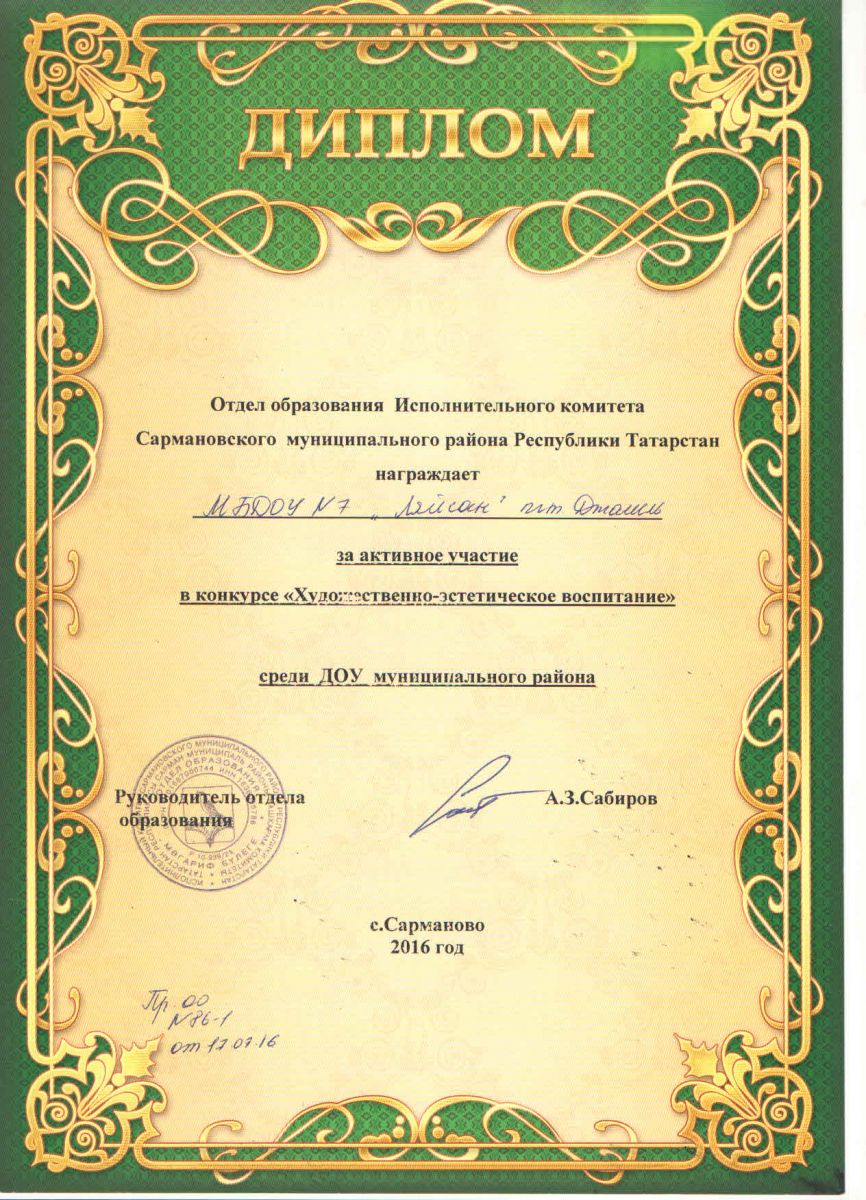 ДИПЛОМ
Отдел образования Исполнительного комитета
Сармановского муниципального района Республики Татарстан
награждает
МБДОУ №7 „Ляйсан" пгт Джалиль
за активное участие
в конкурсе «Художественно-эстетическое воспитание»
среди ДОУ муниципального района
Руководитель отдела
образования
А.З.Сабиров
с.Сарманово
2016 год
Пр. ОО
№86-1
от 17.07.16